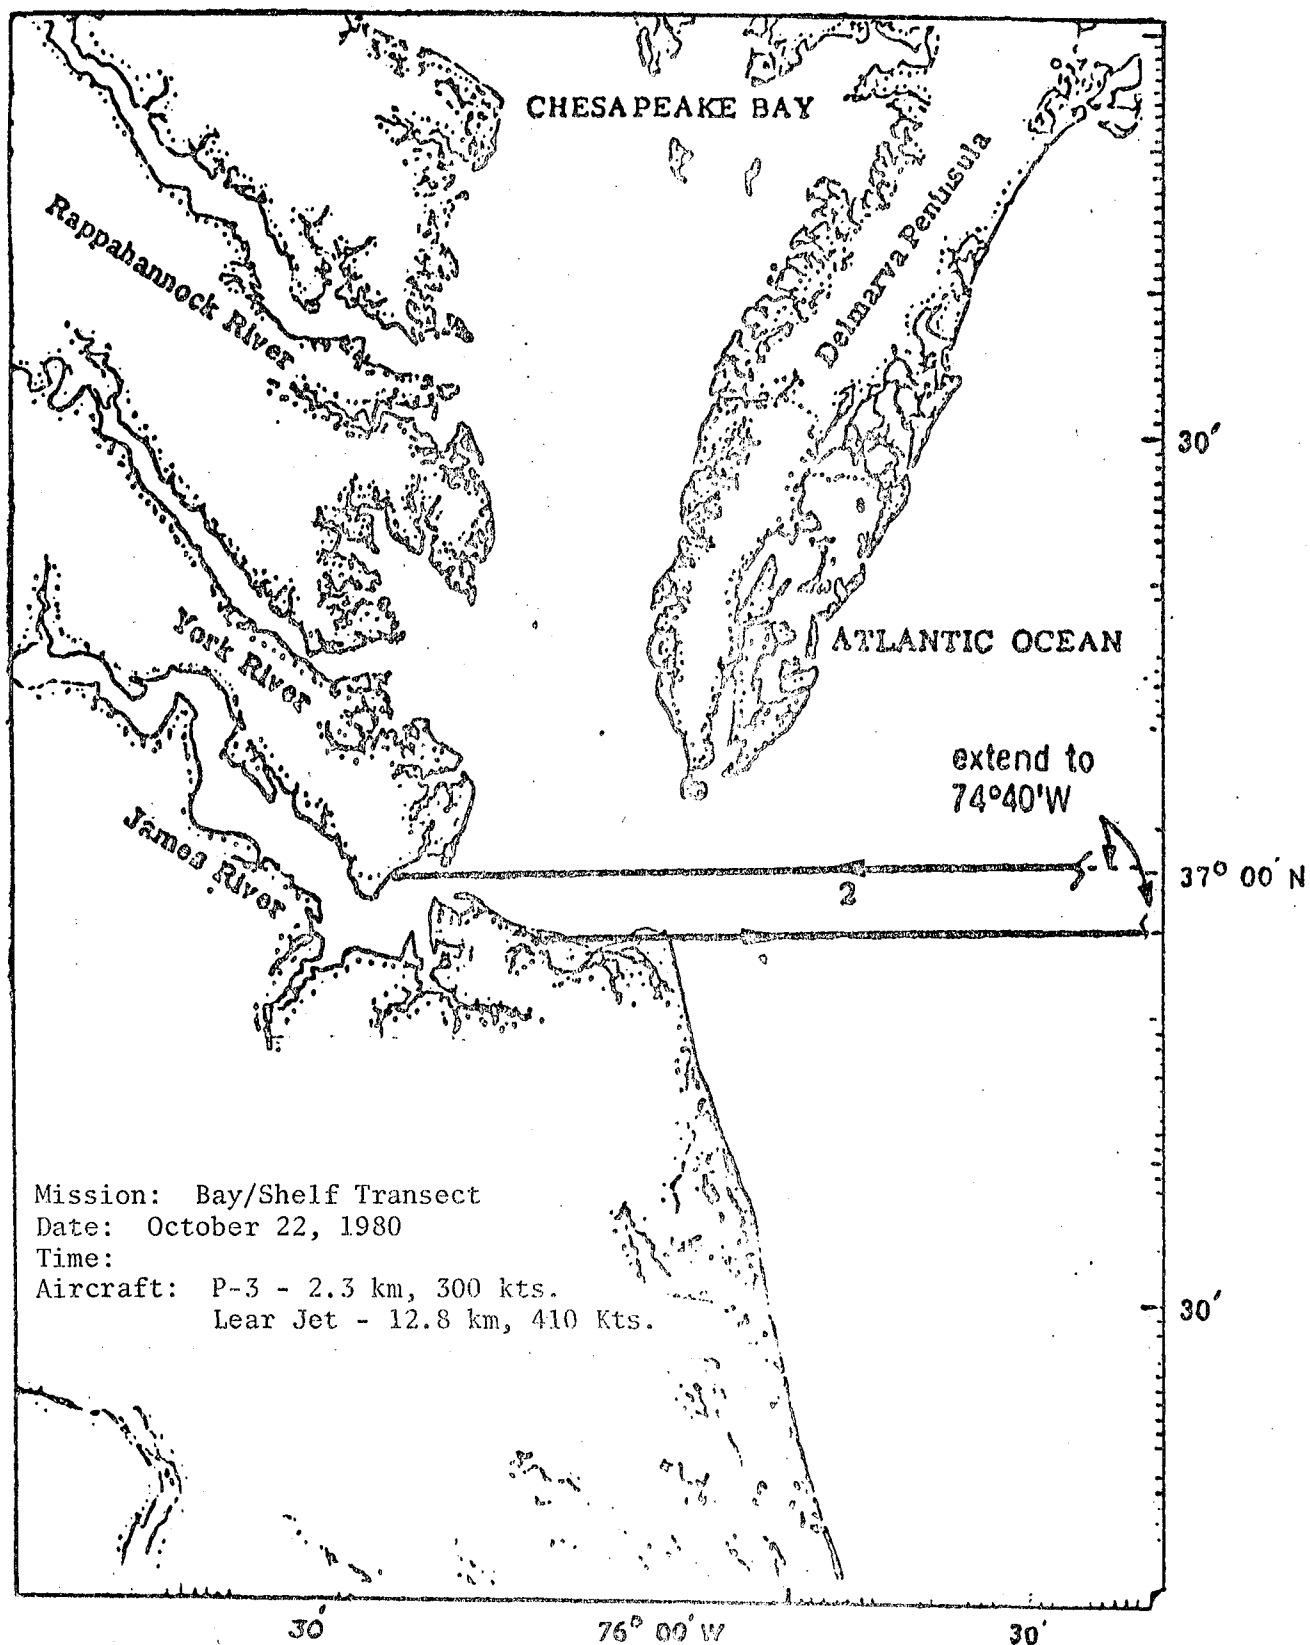 CHESAPEAKE BAY
Delmarva Peninsula
Rappahannock River
30'
York River
ATLANTIC OCEAN
extend to
74°40'W
James River
37° 00' N
2
Mission: Bay/Shelf Transect
Date: October 22, 1980
Time:
Aircraft: P-3 - 2.3 km, 300 kts.
Lear Jet - 12.8 km, 410 Kts.
30'
30'
76° 00' W
30'